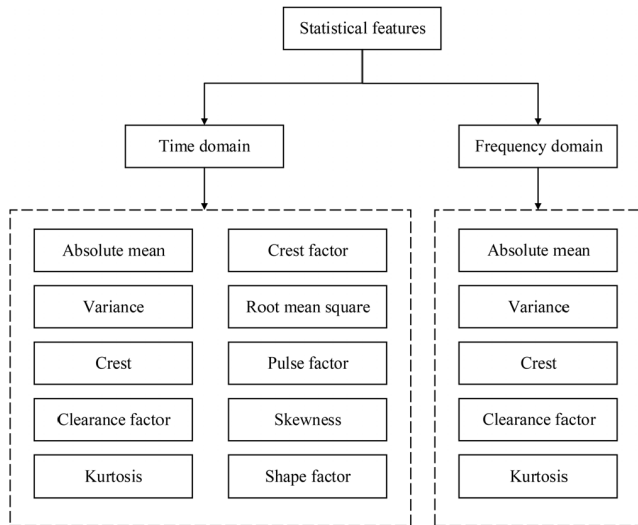 Statistical features
Time domain
Frequency domain
Absolute mean
Crest factor
Absolute mean
Variance
Root mean square
Variance
Crest
Pulse factor
Crest
Clearance factor
Skewness
Clearance factor
Kurtosis
Shape factor
Kurtosis